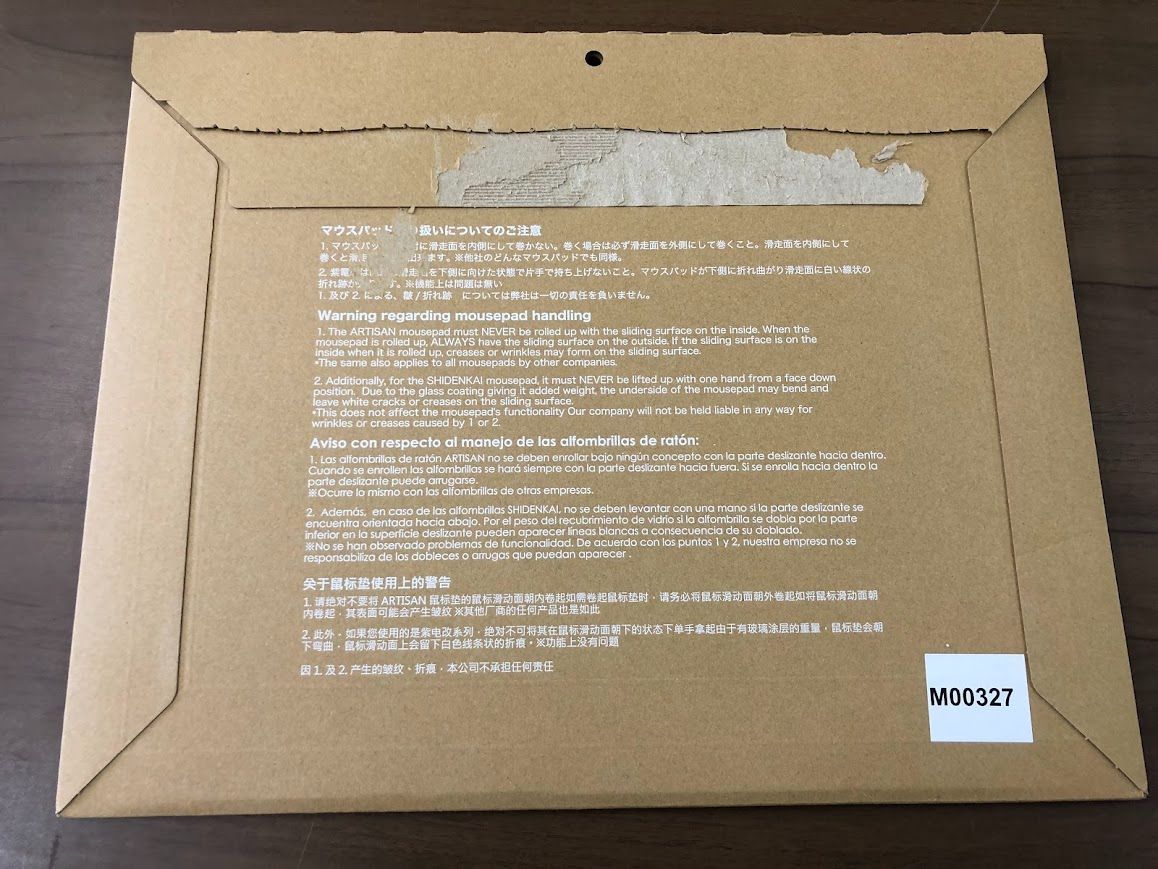 マウスパッド 扱いについてのご注意
1. マウスパッ に滑走面を内側にして巻かない。巻く場合は必ず滑走面を外側にして巻くこと。滑走面を内側にして
巻くと滑 出来ます。※他社のどんなマウスパッドでも同様。
2. 紫電 滑走 を下側に向けた状態で片手で持ち上げないこと。マウスパッドが下側に折れ曲がり滑走面に白い線状の
折れ跡が す。※機能上は問題は無い
1. 及び 2. による、皺 / 折れ跡 については弊社は一切の責任を負いません。
Warning regarding mousepad handling
1. The ARTISAN mousepad must NEVER be rolled up with the sliding surface on the inside. When the
mousepad is rolled up, ALWAYS have the sliding surface on the outside. If the sliding surface is on the
inside when it is rolled up, creases or wrinkles may form on the sliding surface.
*The same also applies to all mousepads by other companies.
2. Additionally, for the SHIDENKAI mousepad, it must NEVER be lifted up with one hand from a face down
position. Due to the glass coating giving it added weight, the underside of the mousepad may bend and
leave white cracks or creases on the sliding surface.
*This does not affect the mousepad's functionality Our company will not be held liable in any way for
wrinkles or creases caused by 1 or 2.
Aviso con respecto al manejo de las alfombrillas de ratón:
1. Las alfombrillas de ratón ARTISAN no se deben enrollar bajo ningún concepto con la parte deslizante hacia dentro.
Cuando se enrollen las alfombrillas se hará siempre con la parte deslizante hacia fuera. Si se enrolla hacia dentro la
parte deslizante puede arrugarse.
※Ocurre lo mismo con las alfombrillas de otras empresas.
2. Además, en caso de las alfombrillas SHIDENKAI, no se deben levantar con una mano si la parte deslizante se
encuentra orientada hacia abajo. Por el peso del recubrimiento de vidrio si la alfombrilla se dobla por la parte
inferior en la superficie deslizante pueden aparecer líneas blancas a consecuencia de su doblado.
※No se han observado problemas de funcionalidad. De acuerdo con los puntos 1 y 2, nuestra empresa no se
responsabiliza de los dobleces o arrugas que puedan aparecer .
关于鼠标垫使用上的警告
1. 请绝对不要将 ARTISAN 鼠标垫的鼠标滑动面朝内卷起如需卷起鼠标垫时，请务必将鼠标滑动面朝外卷起如将鼠标滑动面朝
内卷起，其表面可能会产生皱纹 ※其他厂商的任何产品也是如此
2. 此外，如果您使用的是紫电改系列，绝对不可将其在鼠标滑动面朝下的状态下单手拿起由于有玻璃涂层的重量，鼠标垫会朝
下弯曲，鼠标滑动面上会留下白色线条状的折痕，※功能上没有问题
因 1. 及 2. 产生的皱纹、折痕，本公司不承担任何责任
M00327